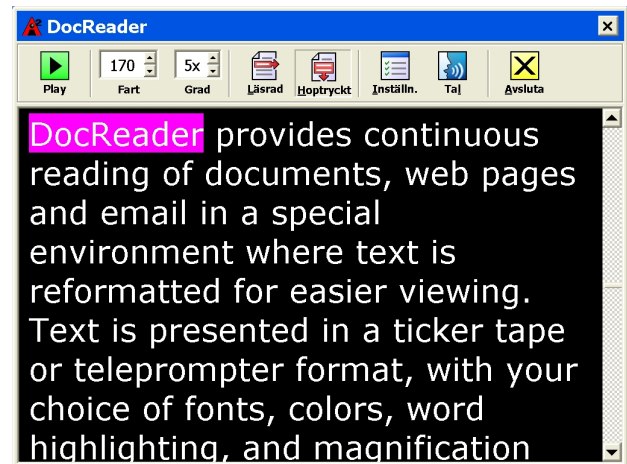 DocReader
170 5x
Play Fart Grad Läsrad Hoptryckt Inställn. Tal Avsluta
DocReader provides continuous
reading of documents, web pages
and email in a special
environment where text is
reformatted for easier viewing.
Text is presented in a ticker tape
or teleprompter format, with your
choice of fonts, colors, word
highlighting, and magnification